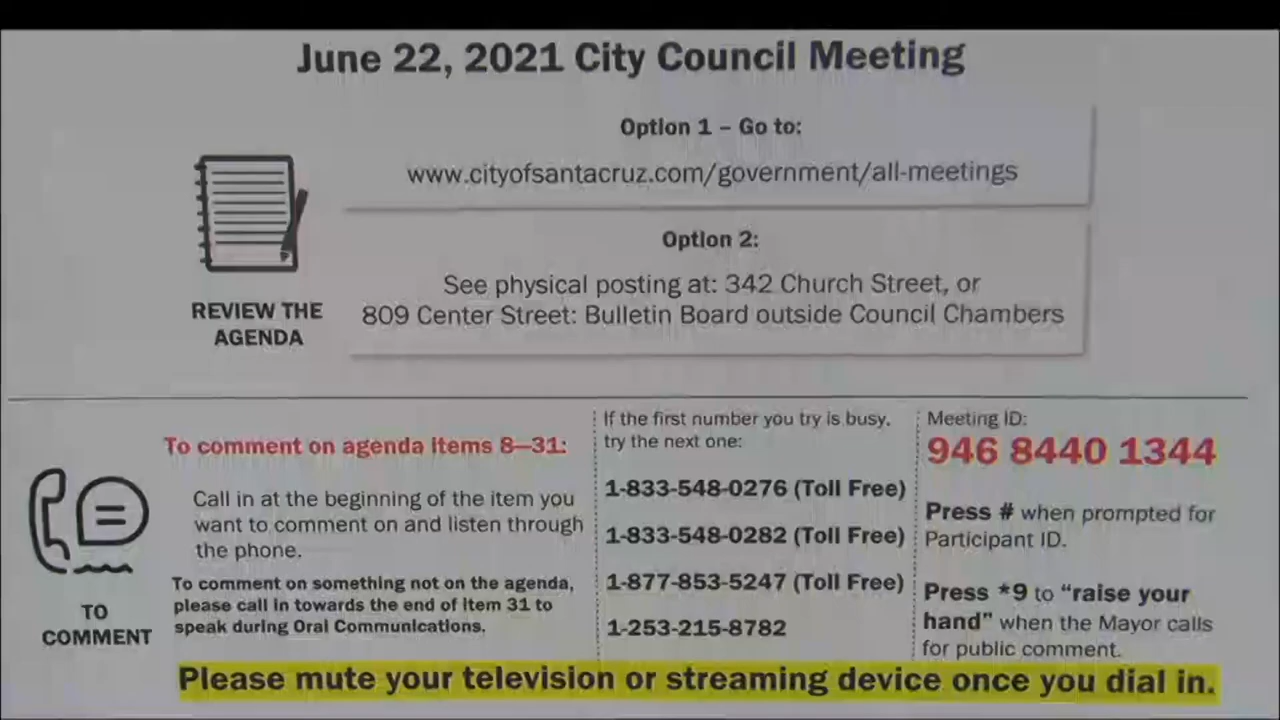 June 22, 2021 City Council Meeting
Option 1 – Go to:
www.cityofsantacruz.com/government/all-meetings
REVIEW THE
AGENDA
Option 2:
See physical posting at: 342 Church Street, or
809 Center Street: Bulletin Board outside Council Chambers
TO
COMMENT
To comment on agenda items 8—31:
Call in at the beginning of the item you
want to comment on and listen through
the phone.
To comment on something not on the agenda,
please call in towards the end of item 31 to
speak during Oral Communications.
If the first number you try is busy,
try the next one:
1-833-548-0276 (Toll Free)
1-833-548-0282 (Toll Free)
1-877-853-5247 (Toll Free)
1-253-215-8782
Meeting ID:
946 8440 1344
Press # when prompted for
Participant ID.
Press *9 to “raise your
hand” when the Mayor calls
for public comment.
Please mute your television or streaming device once you dial in.